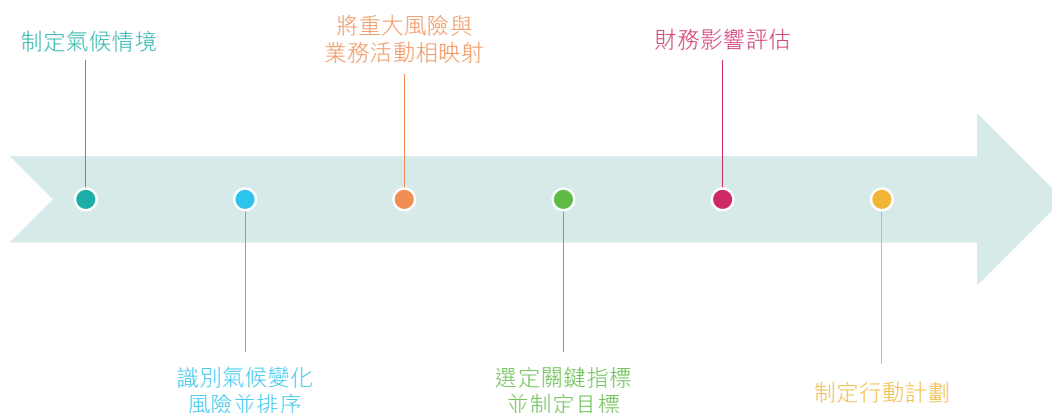 制定氣候情境
識別氣候變化
風險並排序
將重大風險與
業務活動相映射
選定關鍵指標
並制定目標
財務影響評估
制定行動計劃